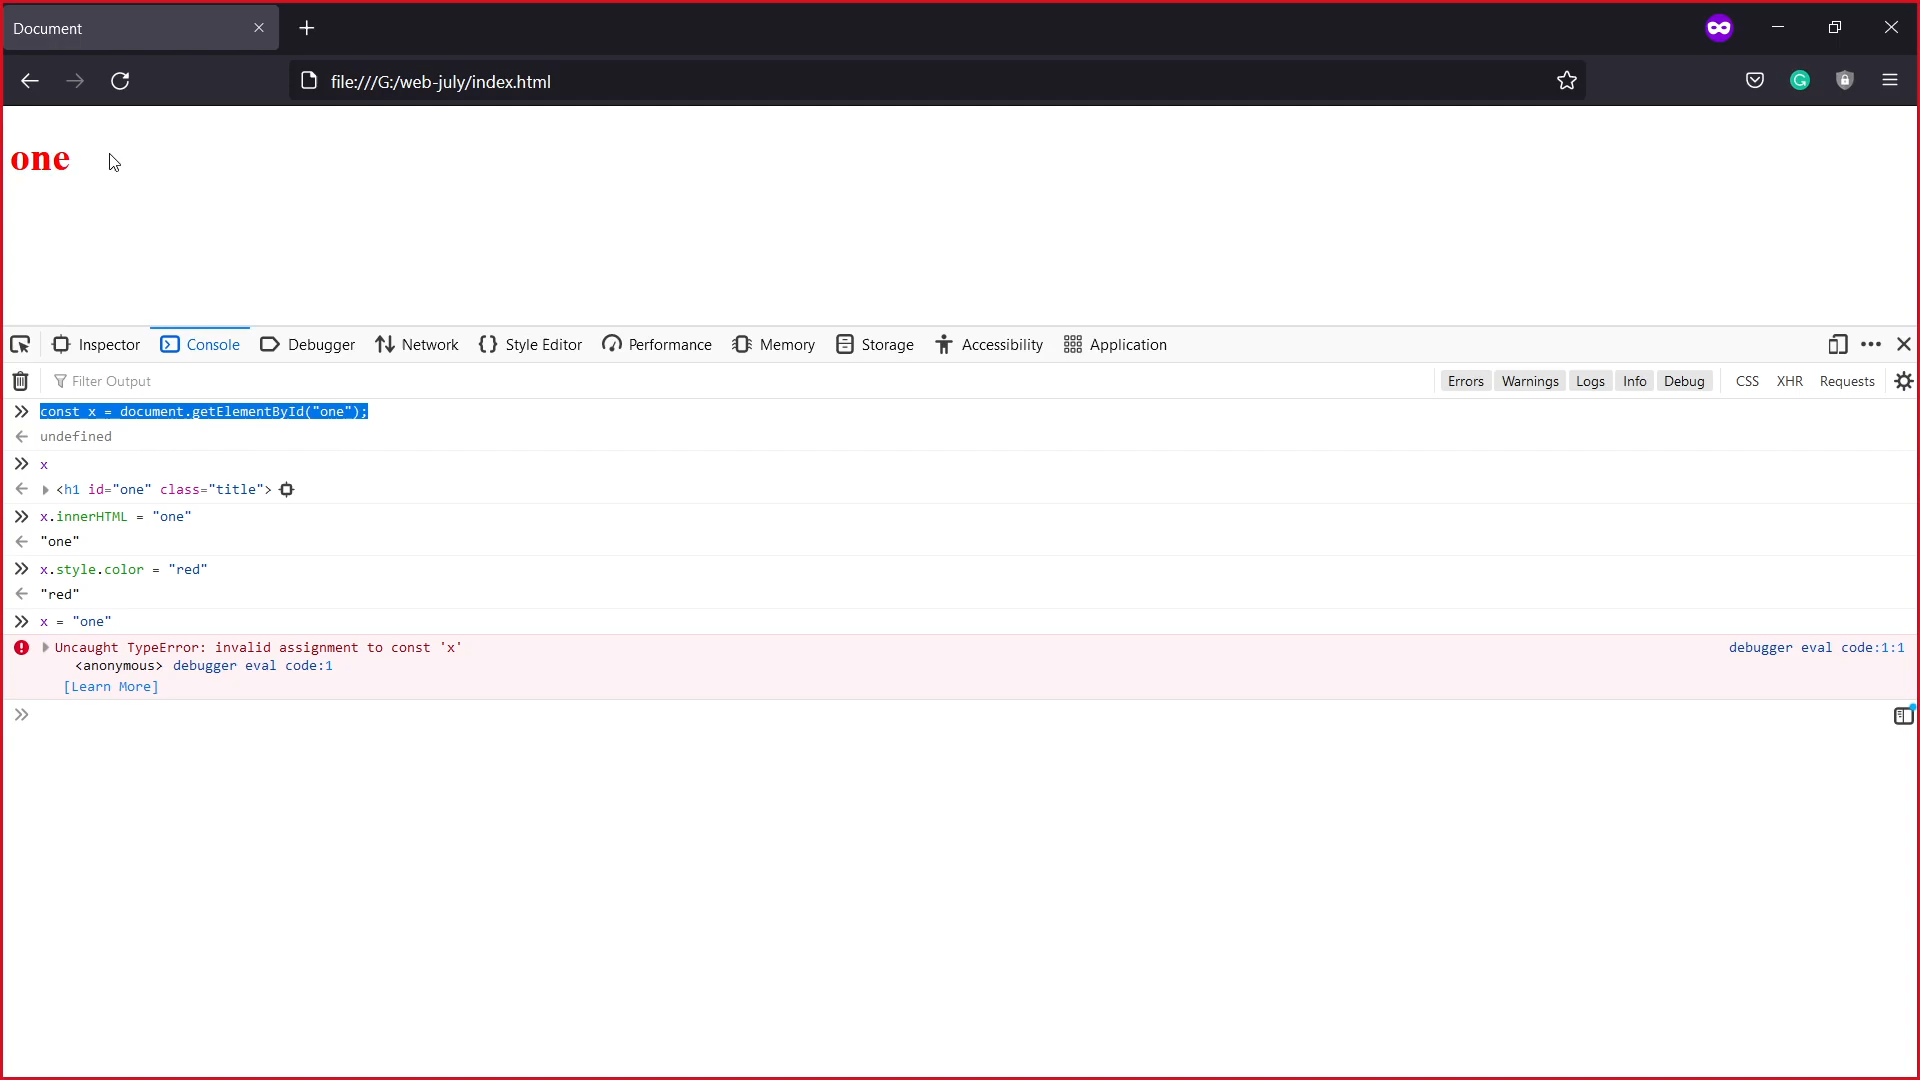 Document
file:///G:/web-july/index.html
one
Inspector Console Debugger Network Style Editor Performance Memory Storage Accessibility Application
Filter Output Errors Warnings Logs Info Debug CSS XHR Requests
const x = document.getElementById("one");
undefined
x
<h1 id="one" class="title">
x.innerHTML = "one"
"one"
x.style.color = "red"
"red"
x = "one"
Uncaught TypeError: invalid assignment to const 'x' debugger eval code:1:1
<anonymous> debugger eval code:1
[Learn More]